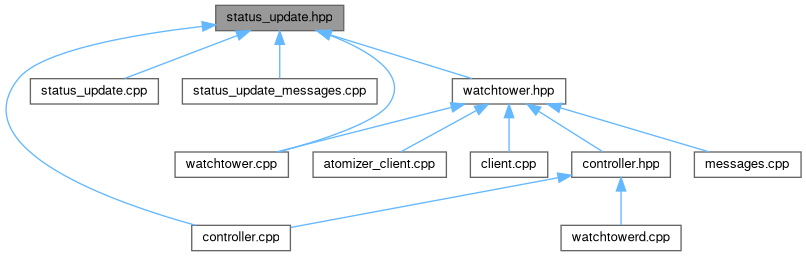 status_update.hpp
status_update.cpp
status_update_messages.cpp
watchtower.hpp
watchtower.cpp
atomizer_client.cpp
client.cpp
controller.hpp
messages.cpp
controller.cpp
watchtowerd.cpp